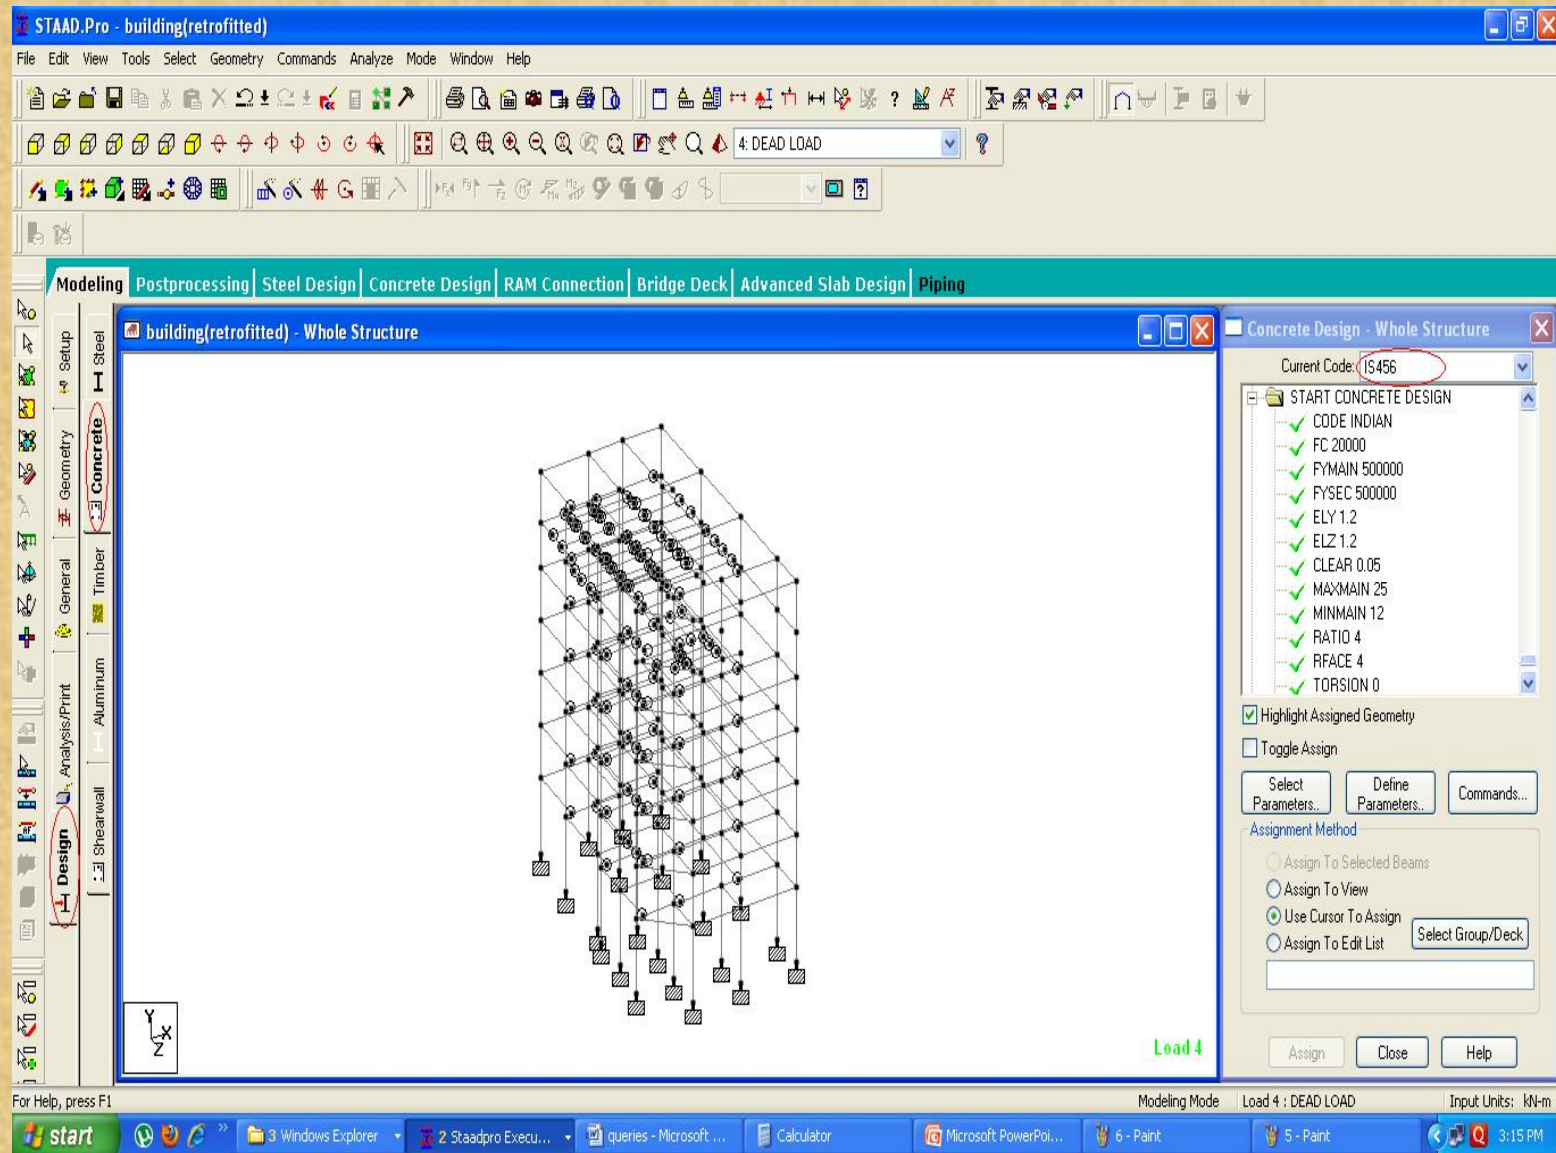 STAAD.Pro - building(retrofitted)
File Edit View Tools Select Geometry Commands Analyze Mode Window Help
4: DEAD LOAD
Modeling Postprocessing Steel Design Concrete Design RAM Connection Bridge Deck Advanced Slab Design Piping
Setup
Geometry
General
Analysis/Print
Design
Steel
Concrete
Timber
Aluminum
Shearwall
building(retrofitted) - Whole Structure
Y
X
Z
Load 4
Concrete Design - Whole Structure
Current Code: IS456
START CONCRETE DESIGN
CODE INDIAN
FC 20000
FYMAIN 500000
FYSEC 500000
ELY 1.2
ELZ 1.2
CLEAR 0.05
MAXMAIN 25
MINMAIN 12
RATIO 4
RFACE 4
TORSION 0
Highlight Assigned Geometry
Toggle Assign
Select Parameters..
Define Parameters..
Commands...
Assignment Method
Assign To Selected Beams
Assign To View
Use Cursor To Assign
Assign To Edit List
Select Group/Deck
Assign Close Help
For Help, press F1
Modeling Mode
Load 4 : DEAD LOAD
Input Units: kN-m
start
3 Windows Explorer
2 Staadpro Execu...
queries - Microsoft ...
Calculator
Microsoft PowerPoi...
6 - Paint
5 - Paint
3:15 PM